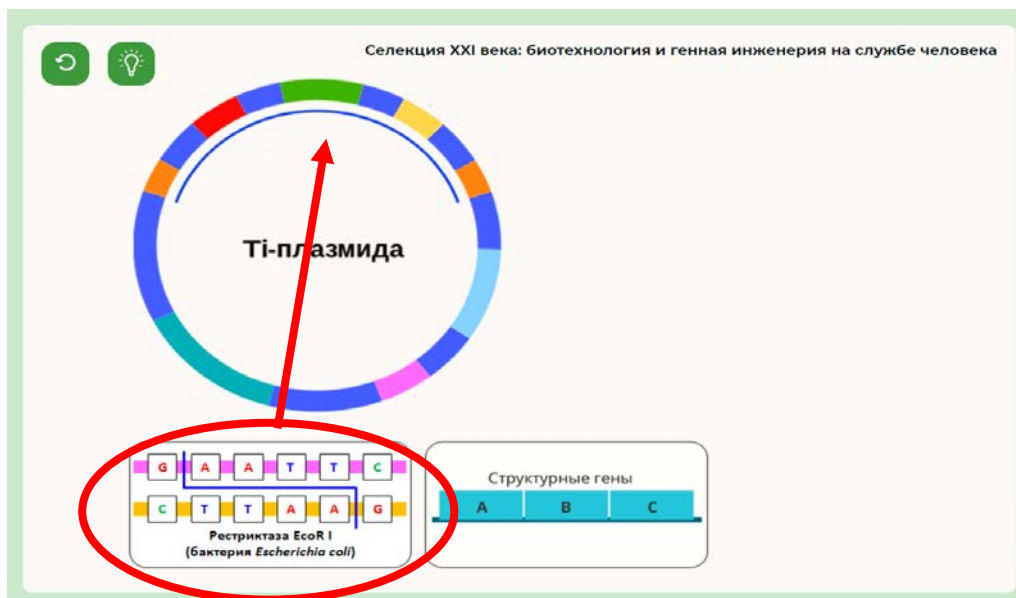 Селекция XXI века: биотехнология и генная инженерия на службе человека
Ti-плазмида
G A A T T C
C T T A A G
Рестриктаза EcoR I
(бактерия Escherichia coli)
Структурные гены
A B C